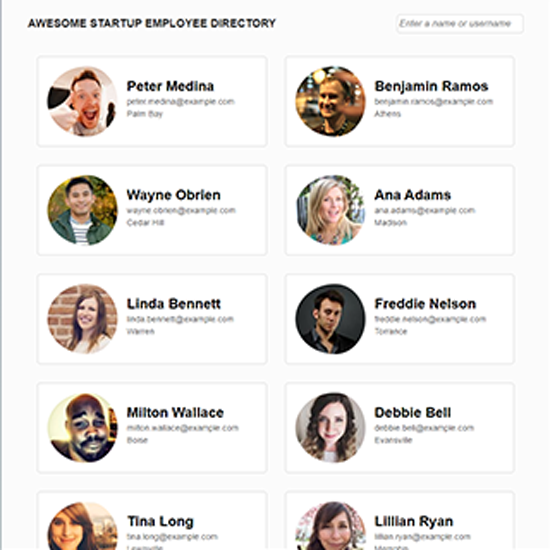 AWESOME STARTUP EMPLOYEE DIRECTORY
Enter a name or username
Peter Medina
peter.medina@example.com
Palm Bay
Benjamin Ramos
benjamin.ramos@example.com
Athens
Wayne Obrien
wayne.obrien@example.com
Cedar Hill
Ana Adams
ana.adams@example.com
Madison
Linda Bennett
linda.bennett@example.com
Warren
Freddie Nelson
freddie.nelson@example.com
Torrance
Milton Wallace
milton.wallace@example.com
Boise
Debbie Bell
debbie.bell@example.com
Evansville
Tina Long
tina.long@example.com
Lewisville
Lillian Ryan
lillian.ryan@example.com
Memphis